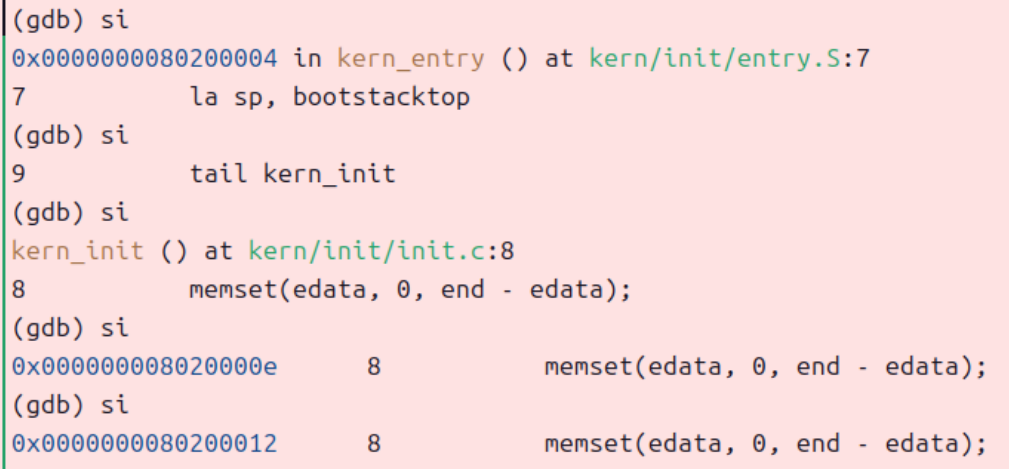 (gdb) si
0x0000000080200004 in kern_entry () at kern/init/entry.S:7
7           la sp, bootstacktop
(gdb) si
9           tail kern_init
(gdb) si
kern_init () at kern/init/init.c:8
8           memset(edata, 0, end - edata);
(gdb) si
0x000000008020000e      8           memset(edata, 0, end - edata);
(gdb) si
0x0000000080200012      8           memset(edata, 0, end - edata);